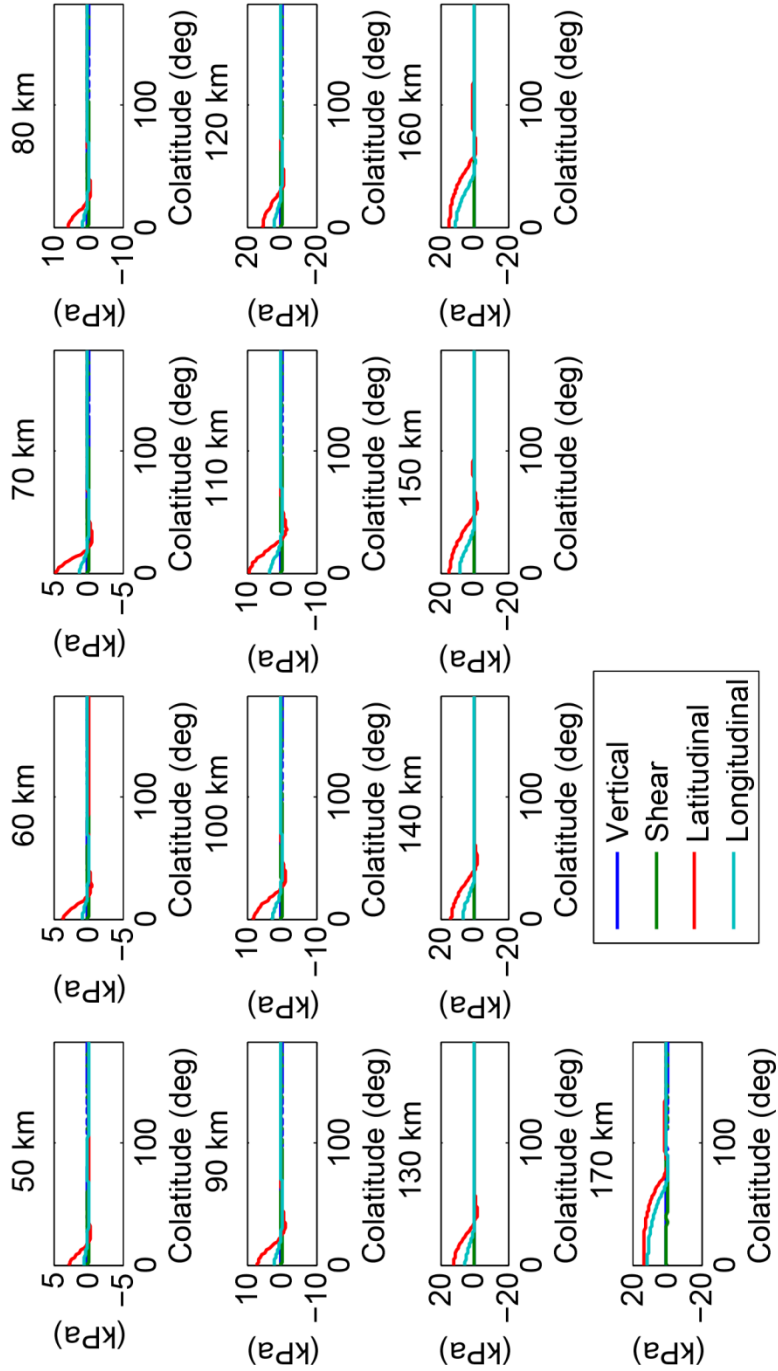 50 km
5
0
−5
(kPa)
0
100
Colatitude (deg)
60 km
5
0
−5
(kPa)
0
100
Colatitude (deg)
70 km
5
0
−5
(kPa)
0
100
Colatitude (deg)
80 km
10
0
−10
(kPa)
0
100
Colatitude (deg)
90 km
10
0
−10
(kPa)
0
100
Colatitude (deg)
100 km
10
0
−10
(kPa)
0
100
Colatitude (deg)
110 km
10
0
−10
(kPa)
0
100
Colatitude (deg)
120 km
20
0
−20
(kPa)
0
100
Colatitude (deg)
130 km
20
0
−20
(kPa)
0
100
Colatitude (deg)
140 km
20
0
−20
(kPa)
0
100
Colatitude (deg)
150 km
20
0
−20
(kPa)
0
100
Colatitude (deg)
160 km
20
0
−20
(kPa)
0
100
Colatitude (deg)
170 km
20
0
−20
(kPa)
0
100
Colatitude (deg)
Vertical
Shear
Latitudinal
Longitudinal